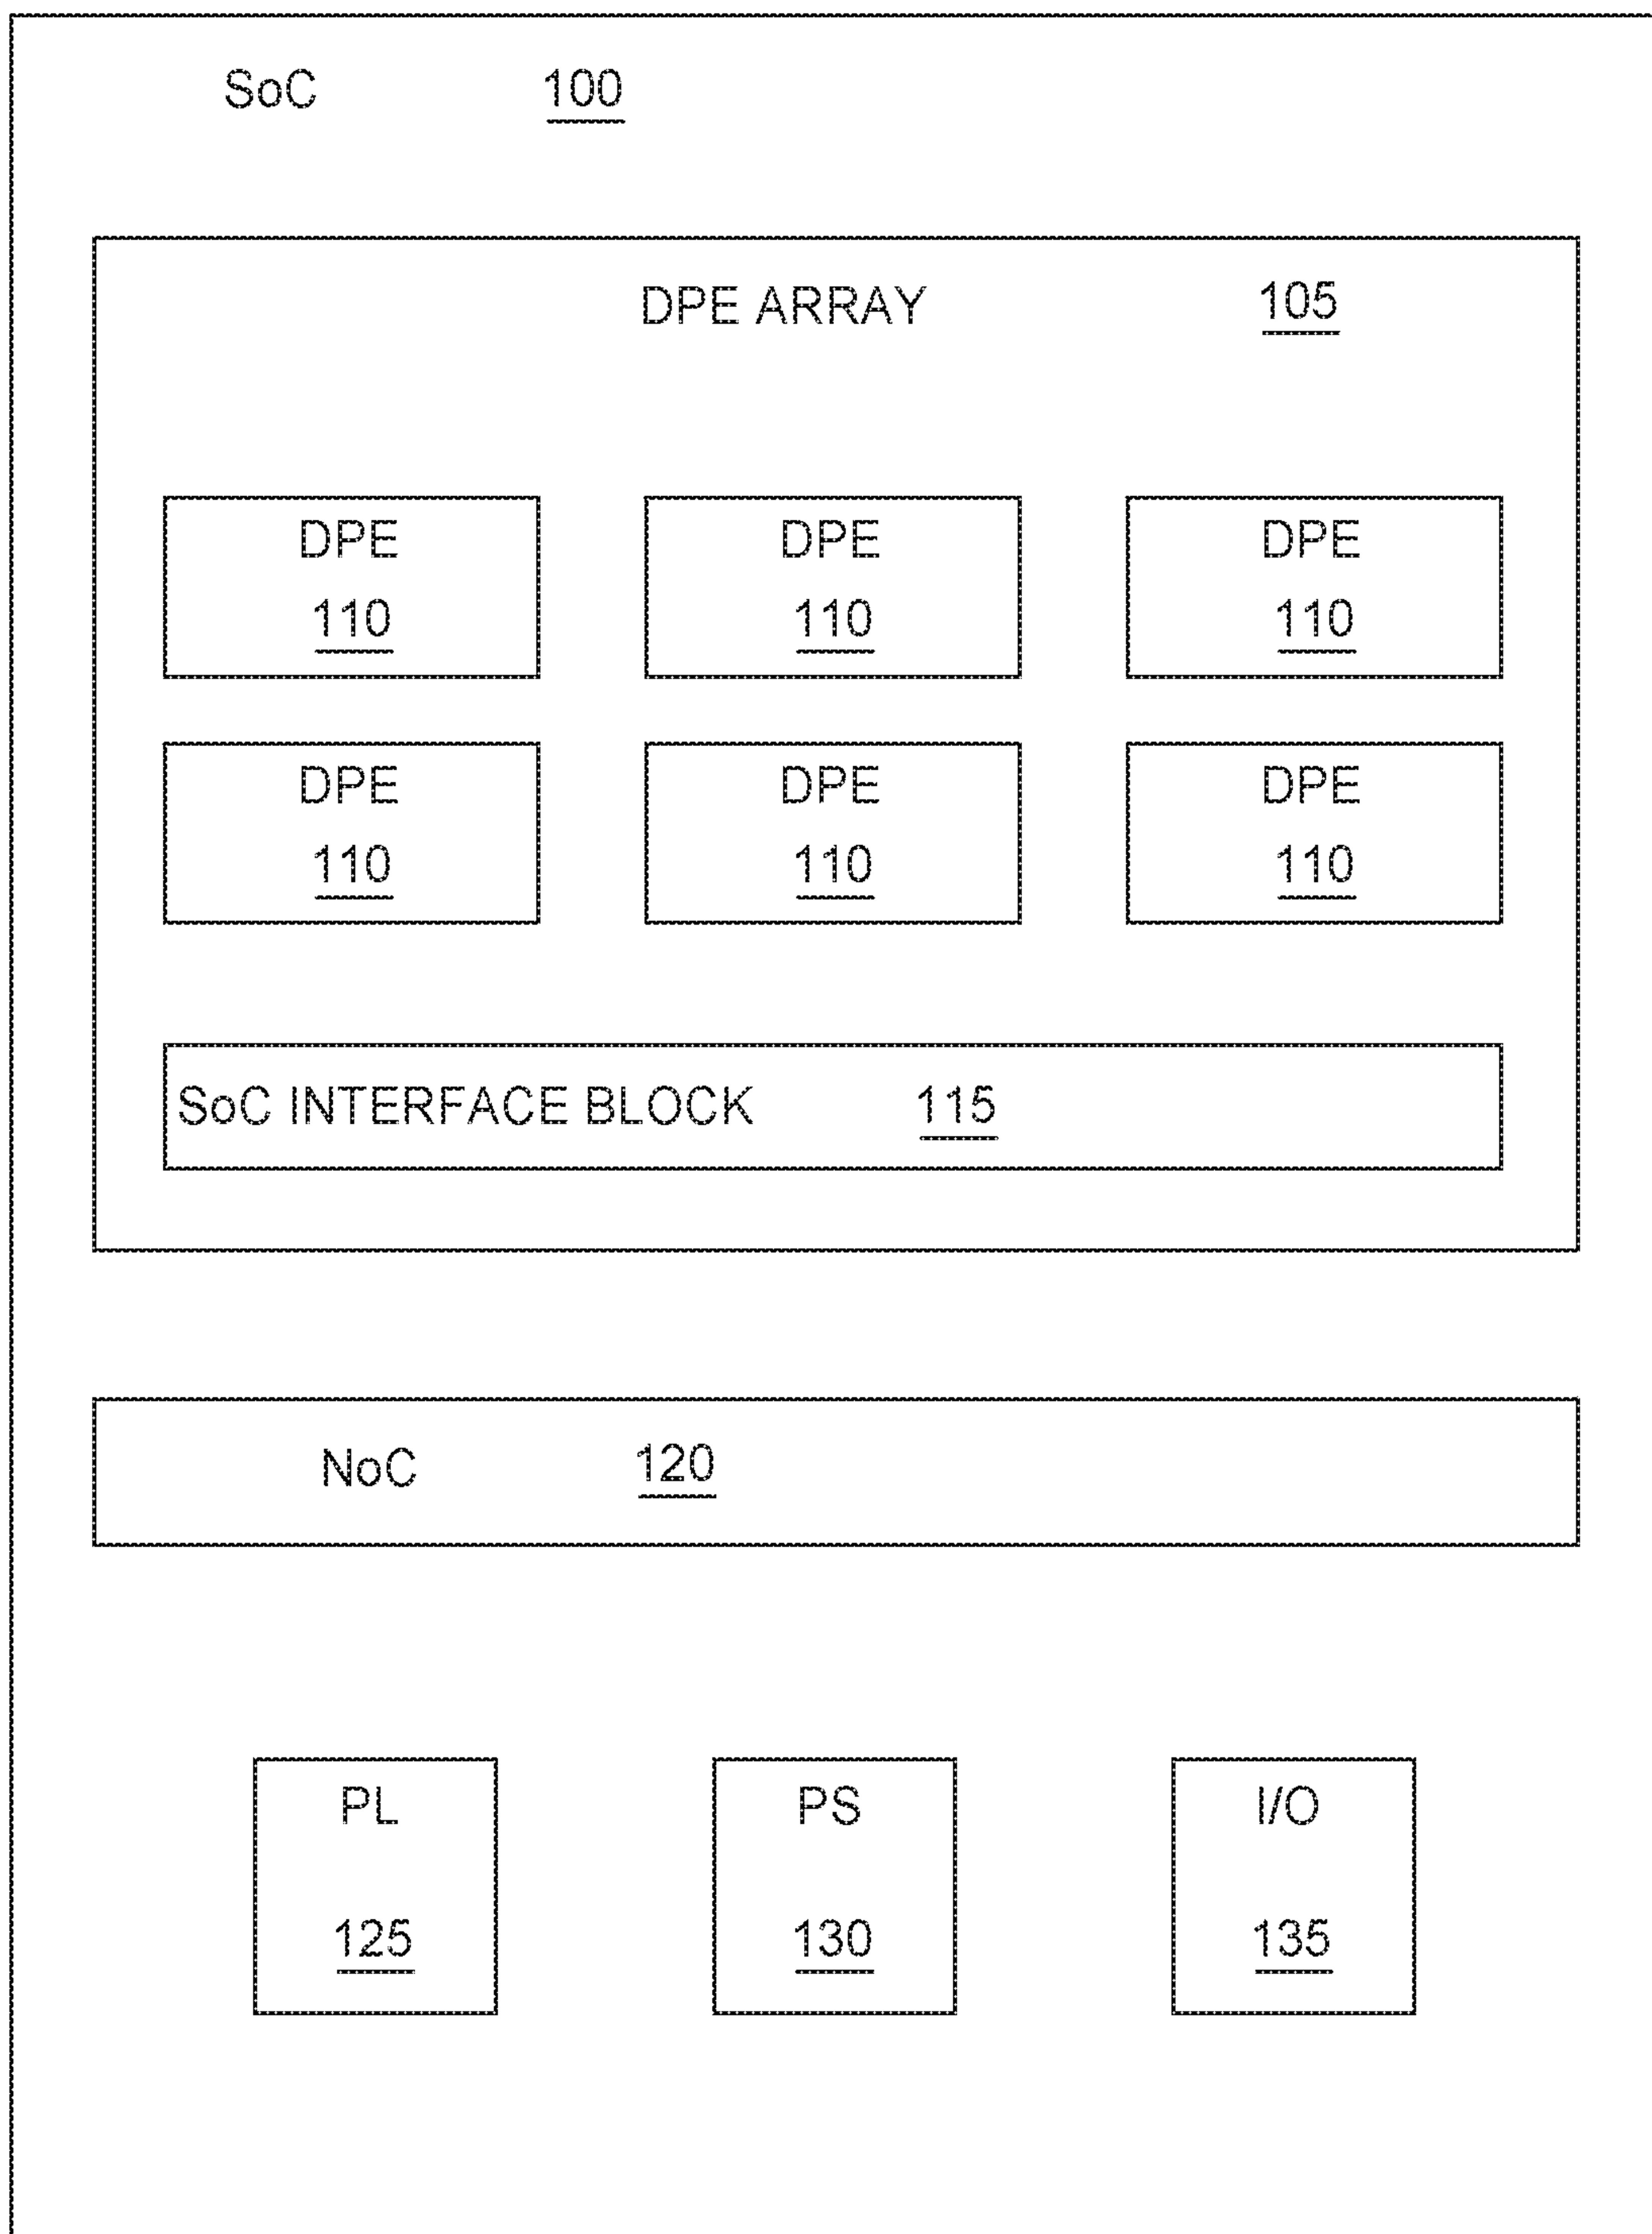 SoC 100
DPE ARRAY 105
DPE DPE DPE
110 110 110
DPE DPE DPE
110 110 110
SoC INTERFACE BLOCK 115
NoC 120
PL PS I/O
125 130 135